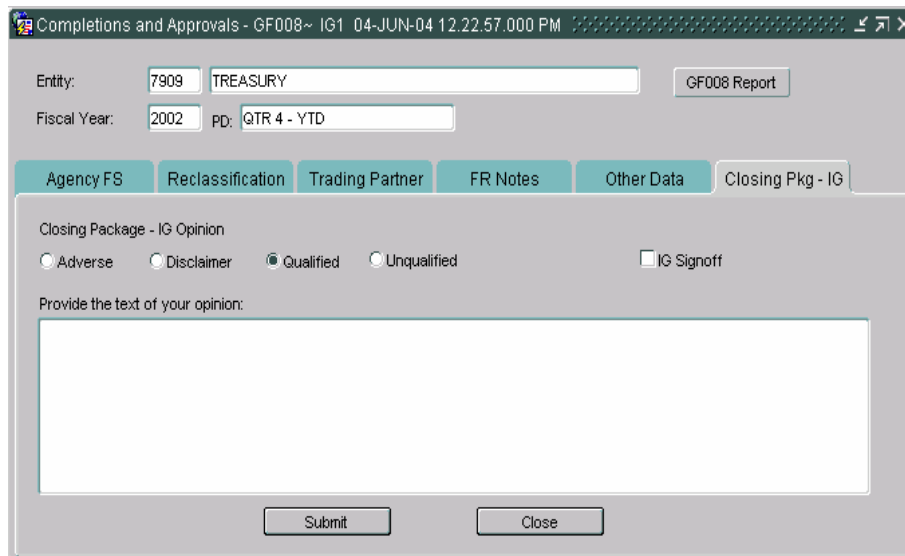 Completions and Approvals - GF008~ IG1 04-JUN-04 12.22.57.000 PM
Entity: 7909 TREASURY GF008 Report
Fiscal Year: 2002 PD: QTR 4 - YTD
Agency FS Reclassification Trading Partner FR Notes Other Data Closing Pkg - IG
Closing Package - IG Opinion
Adverse Disclaimer Qualified Unqualified IG Signoff
Provide the text of your opinion:
Submit Close